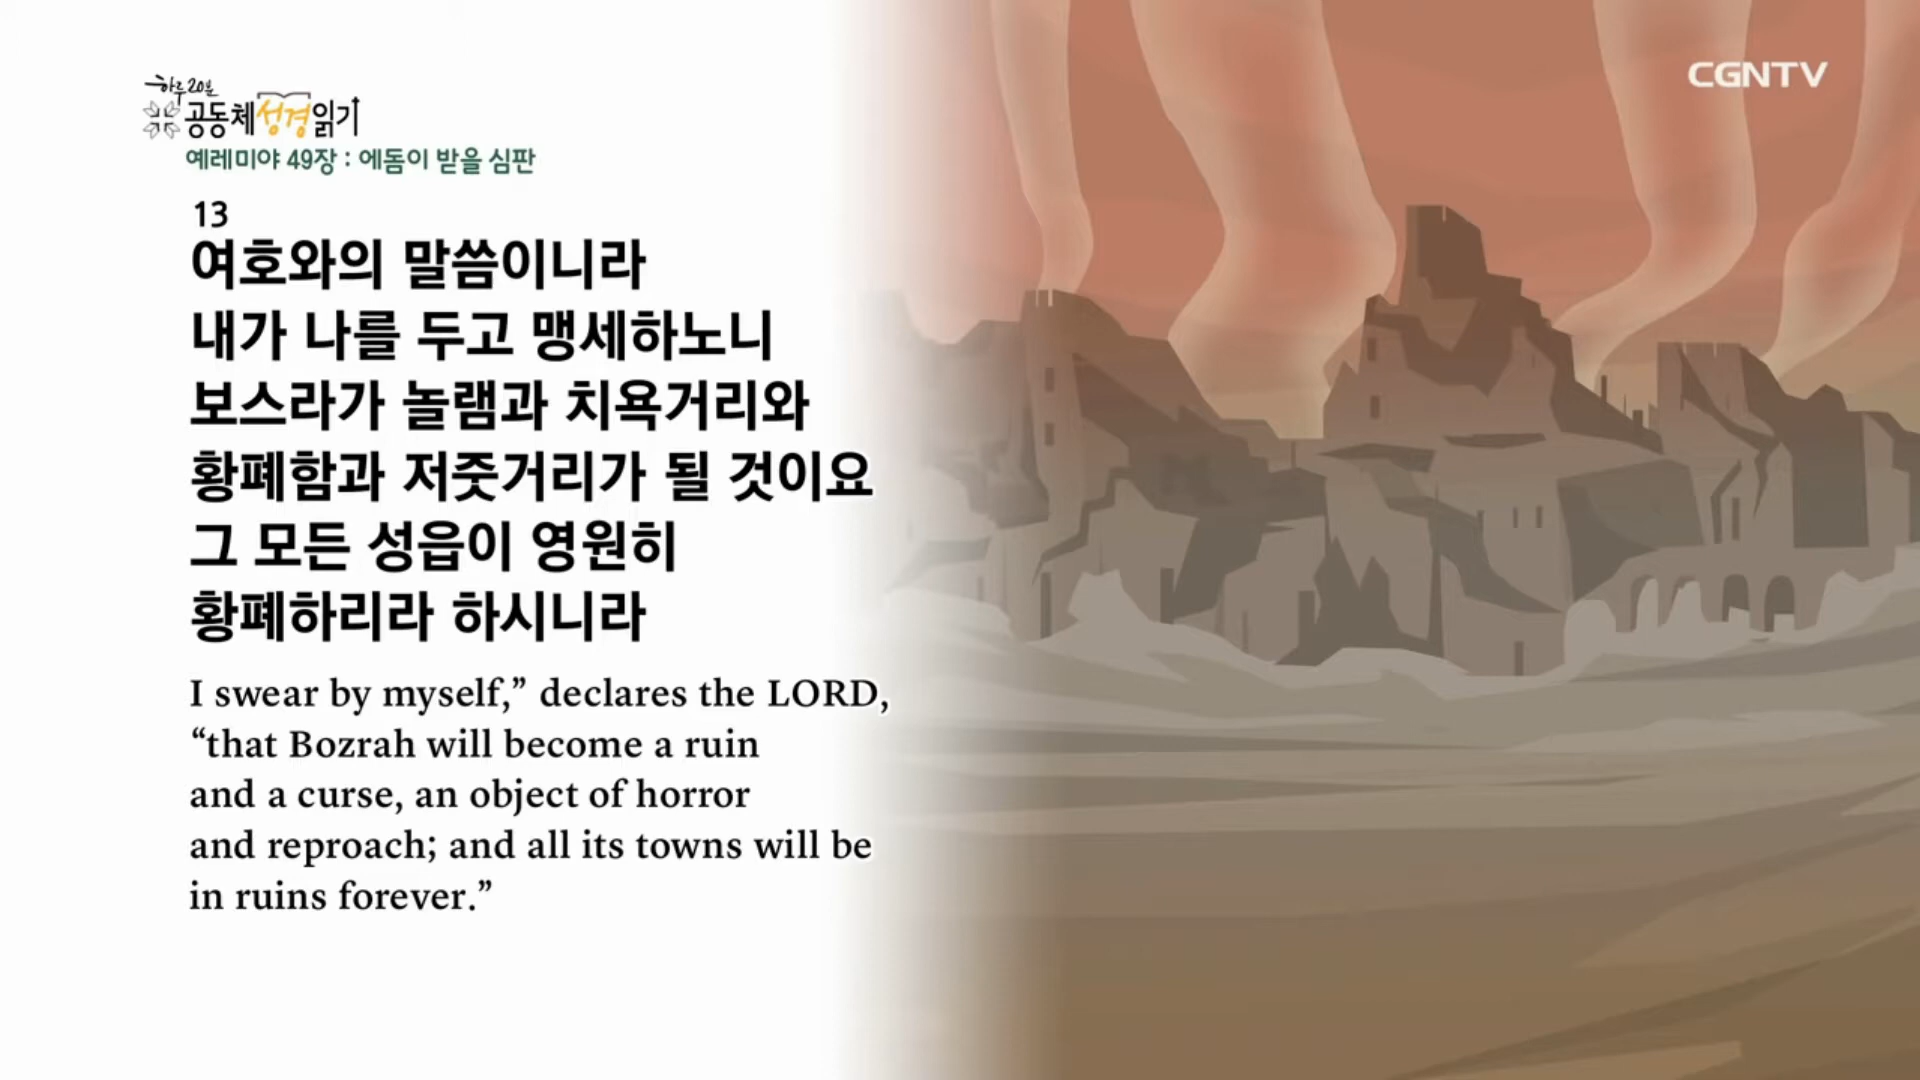 하루 20분
공동체성경읽기
CGNTV
예레미야 49장 : 에돔이 받을 심판
13
여호와의 말씀이니라
내가 나를 두고 맹세하노니
보스라가 놀램과 치욕거리와
황폐함과 저줏거리가 될 것이요
그 모든 성읍이 영원히
황폐하리라 하시니라
I swear by myself,” declares the LORD,
“that Bozrah will become a ruin
and a curse, an object of horror
and reproach; and all its towns will be
in ruins forever.”